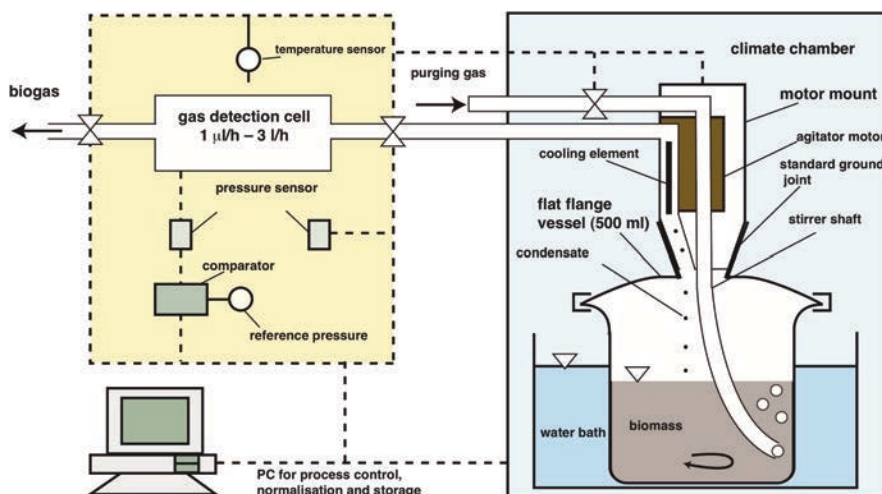 temperature sensor
climate chamber
biogas
purging gas
motor mount
gas detection cell
1 µl/h – 3 l/h
agitator motor
cooling element
standard ground
joint
pressure sensor
flat flange
vessel (500 ml)
stirrer shaft
condensate
comparator
reference pressure
water bath
biomass
PC for process control,
normalisation and storage